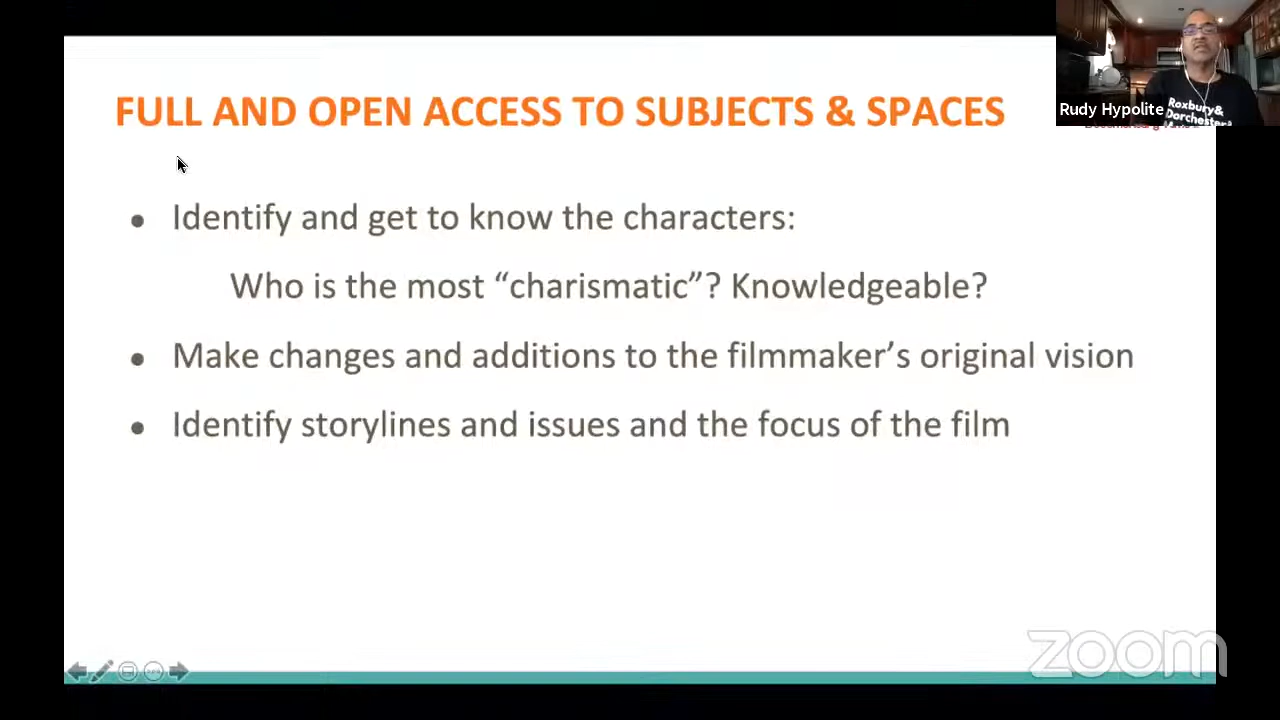 FULL AND OPEN ACCESS TO SUBJECTS & SPACES
Rudy Hypolite
Roxbury&
Dorchester
● Identify and get to know the characters:
Who is the most “charismatic”? Knowledgeable?
● Make changes and additions to the filmmaker’s original vision
● Identify storylines and issues and the focus of the film
zoom